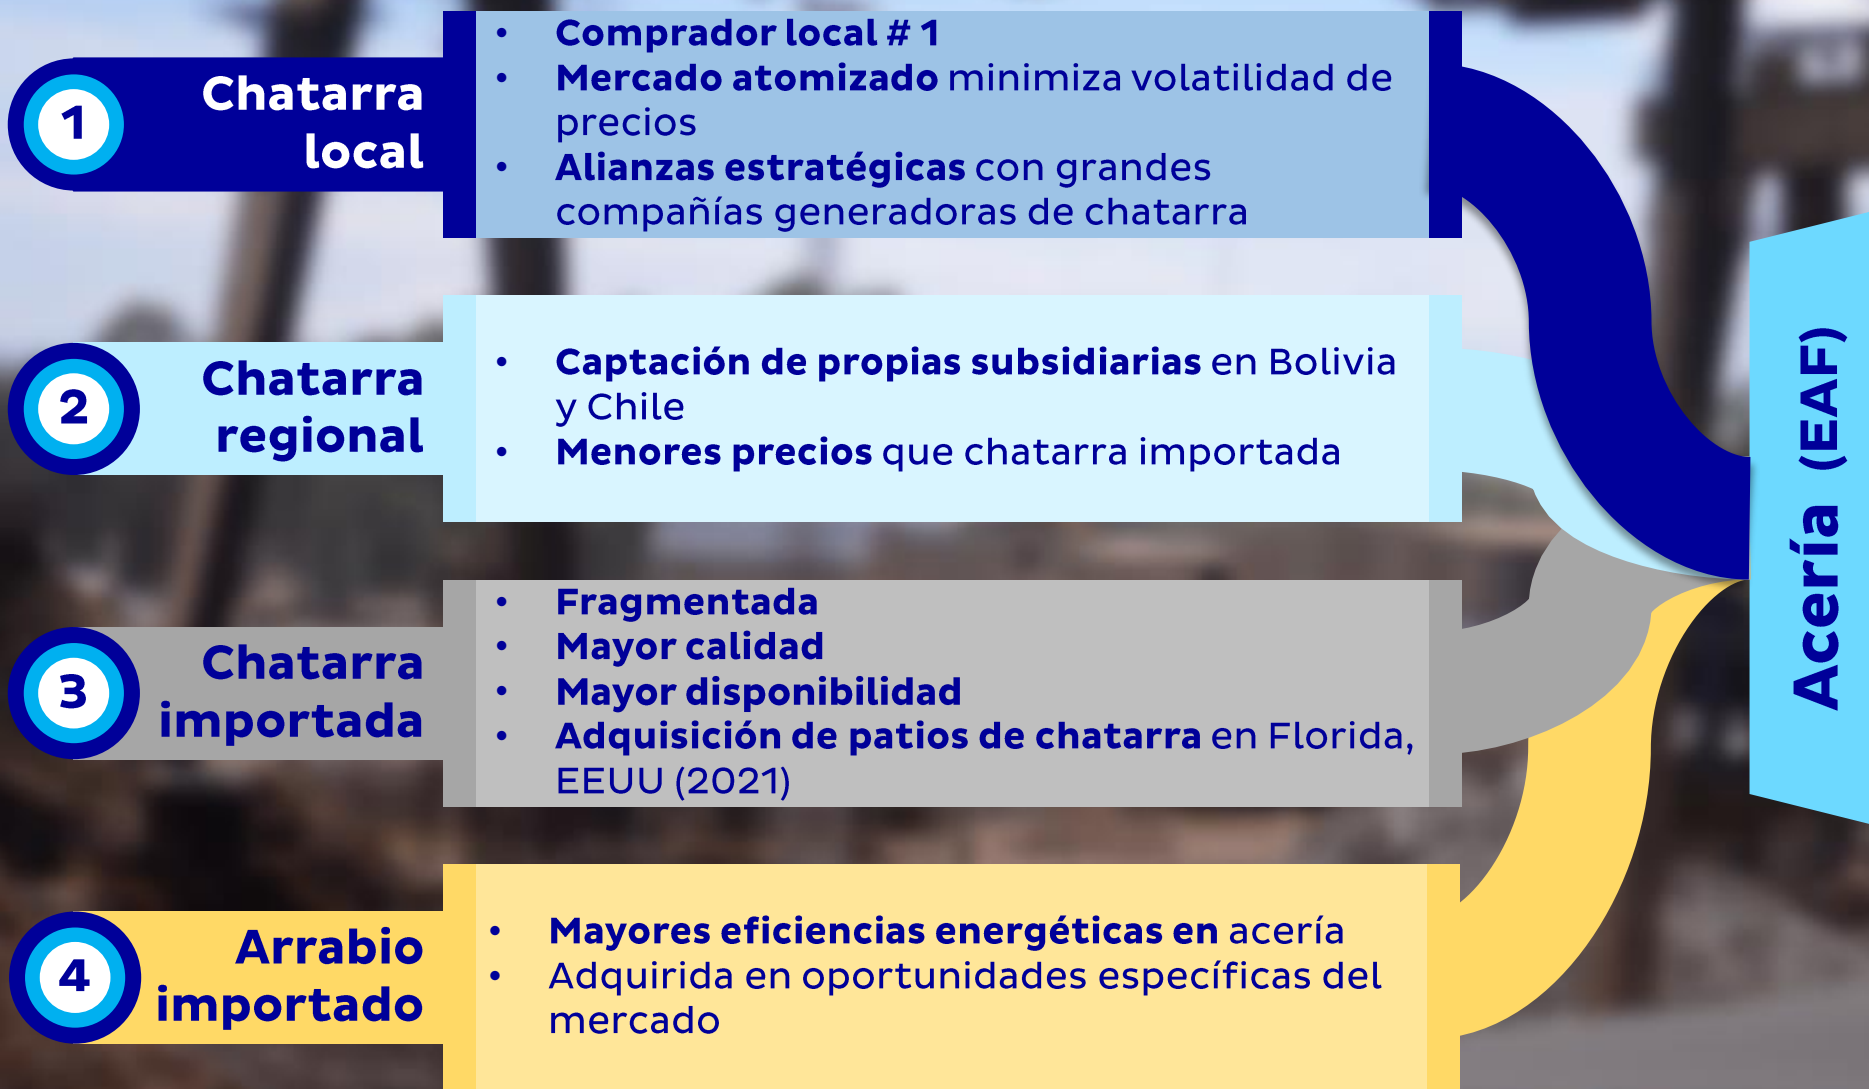 1
Chatarra
local
• Comprador local # 1
• Mercado atomizado minimiza volatilidad de
precios
• Alianzas estratégicas con grandes
compañías generadoras de chatarra
2
Chatarra
regional
• Captación de propias subsidiarias en Bolivia
y Chile
• Menores precios que chatarra importada
3
Chatarra
importada
• Fragmentada
• Mayor calidad
• Mayor disponibilidad
• Adquisición de patios de chatarra en Florida,
EEUU (2021)
4
Arrabio
importado
• Mayores eficiencias energéticas en acería
• Adquirida en oportunidades específicas del
mercado
Acería (EAF)